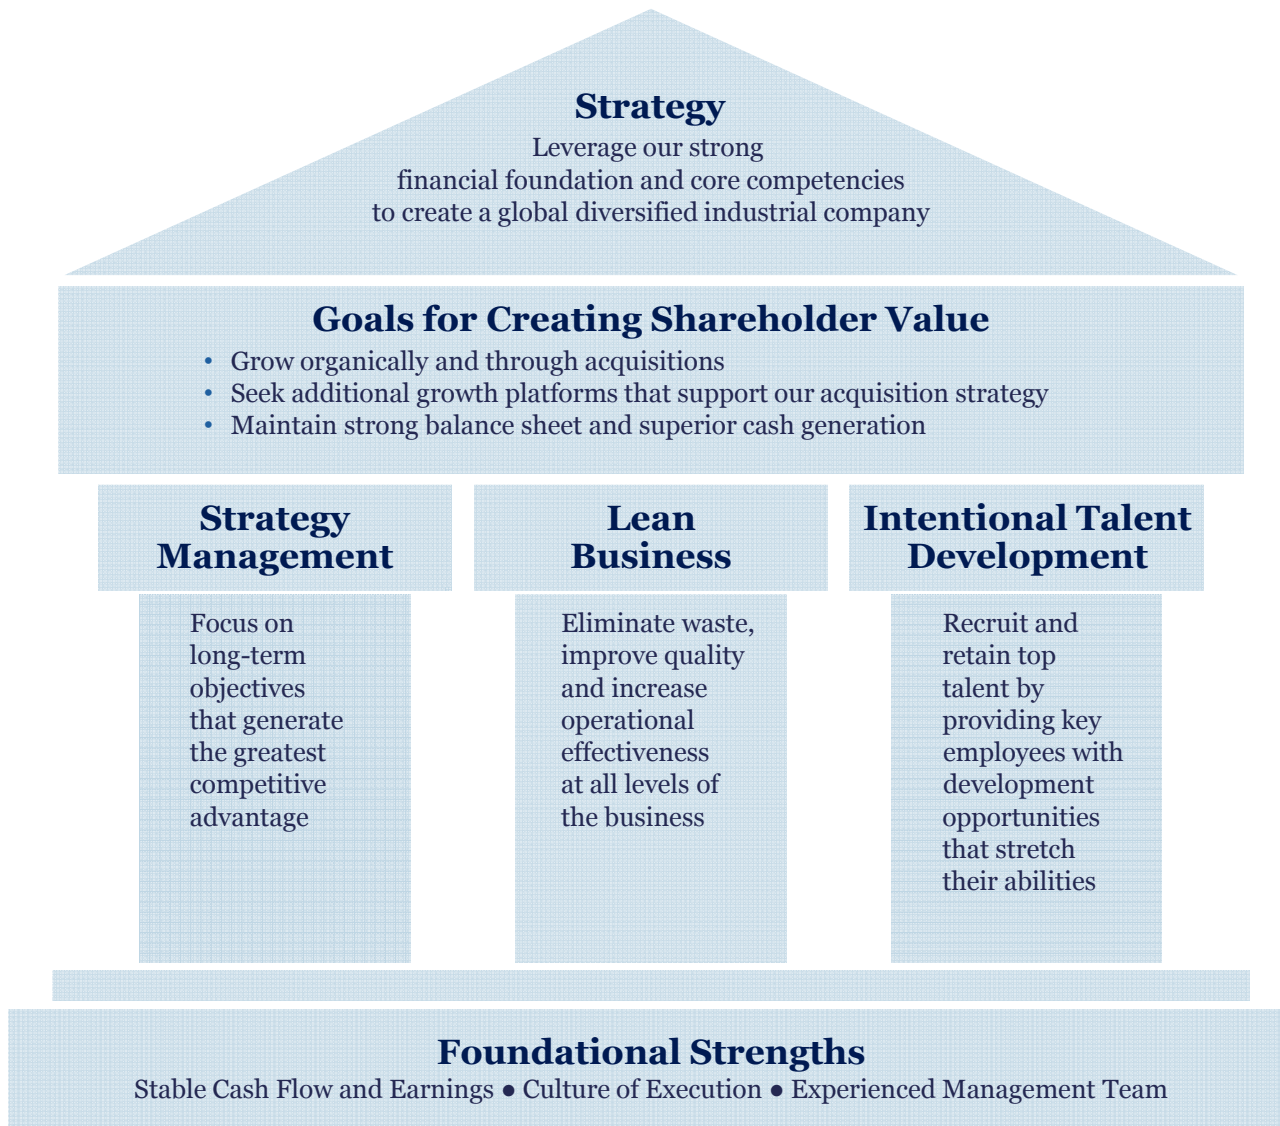 Strategy
Leverage our strong
financial foundation and core competencies
to create a global diversified industrial company
Goals for Creating Shareholder Value
• Grow organically and through acquisitions
• Seek additional growth platforms that support our acquisition strategy
• Maintain strong balance sheet and superior cash generation
Strategy
Management
Focus on
long-term
objectives
that generate
the greatest
competitive
advantage
Lean
Business
Eliminate waste,
improve quality
and increase
operational
effectiveness
at all levels of
the business
Intentional Talent
Development
Recruit and
retain top
talent by
providing key
employees with
development
opportunities
that stretch
their abilities
Foundational Strengths
Stable Cash Flow and Earnings ● Culture of Execution ● Experienced Management Team